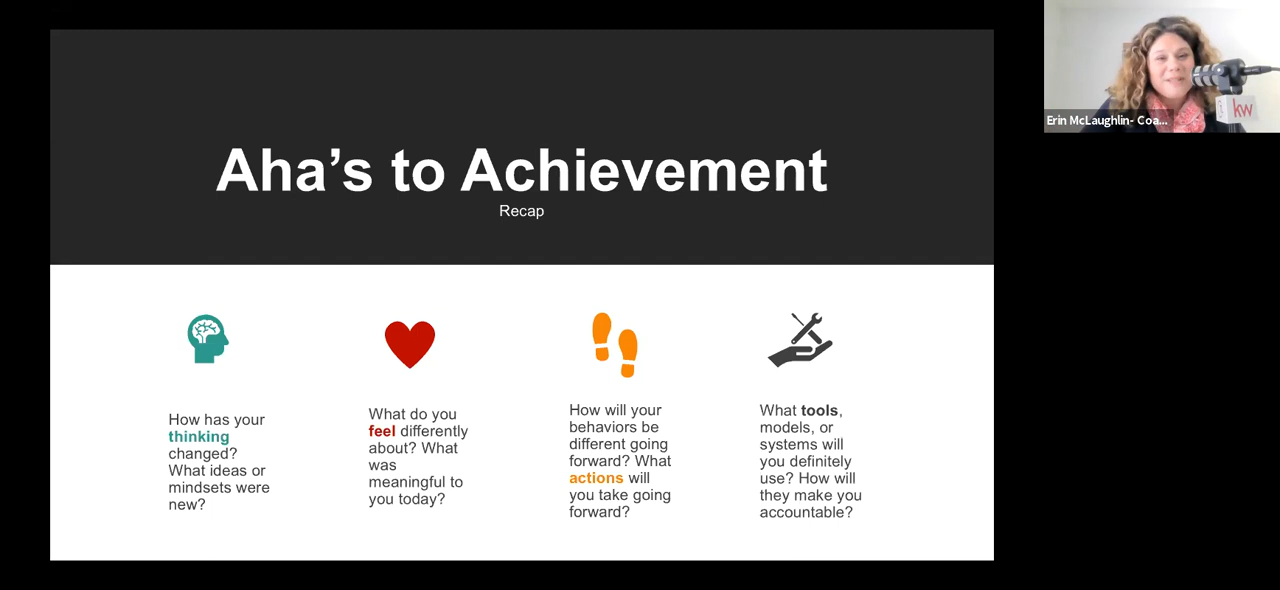 Aha's to Achievement
Recap
How has your
thinking
changed?
What ideas or
mindsets were
new?
What do you
feel differently
about? What
was
meaningful to
you today?
How will your
behaviors be
different going
forward? What
actions will
you take going
forward?
What tools,
models, or
systems will
you definitely
use? How will
they make you
accountable?
Erin McLaughlin- Coa...
kw